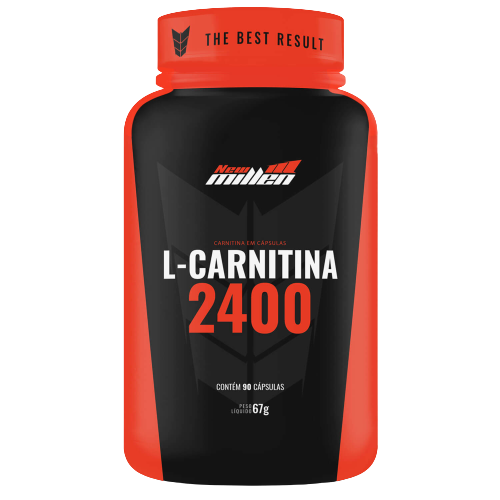 THE BEST RESULT
New
millen
CARNITINA EM CÁPSULAS
L-CARNITINA
2400
CONTÉM 90 CÁPSULAS
PESO
LÍQUIDO 67g